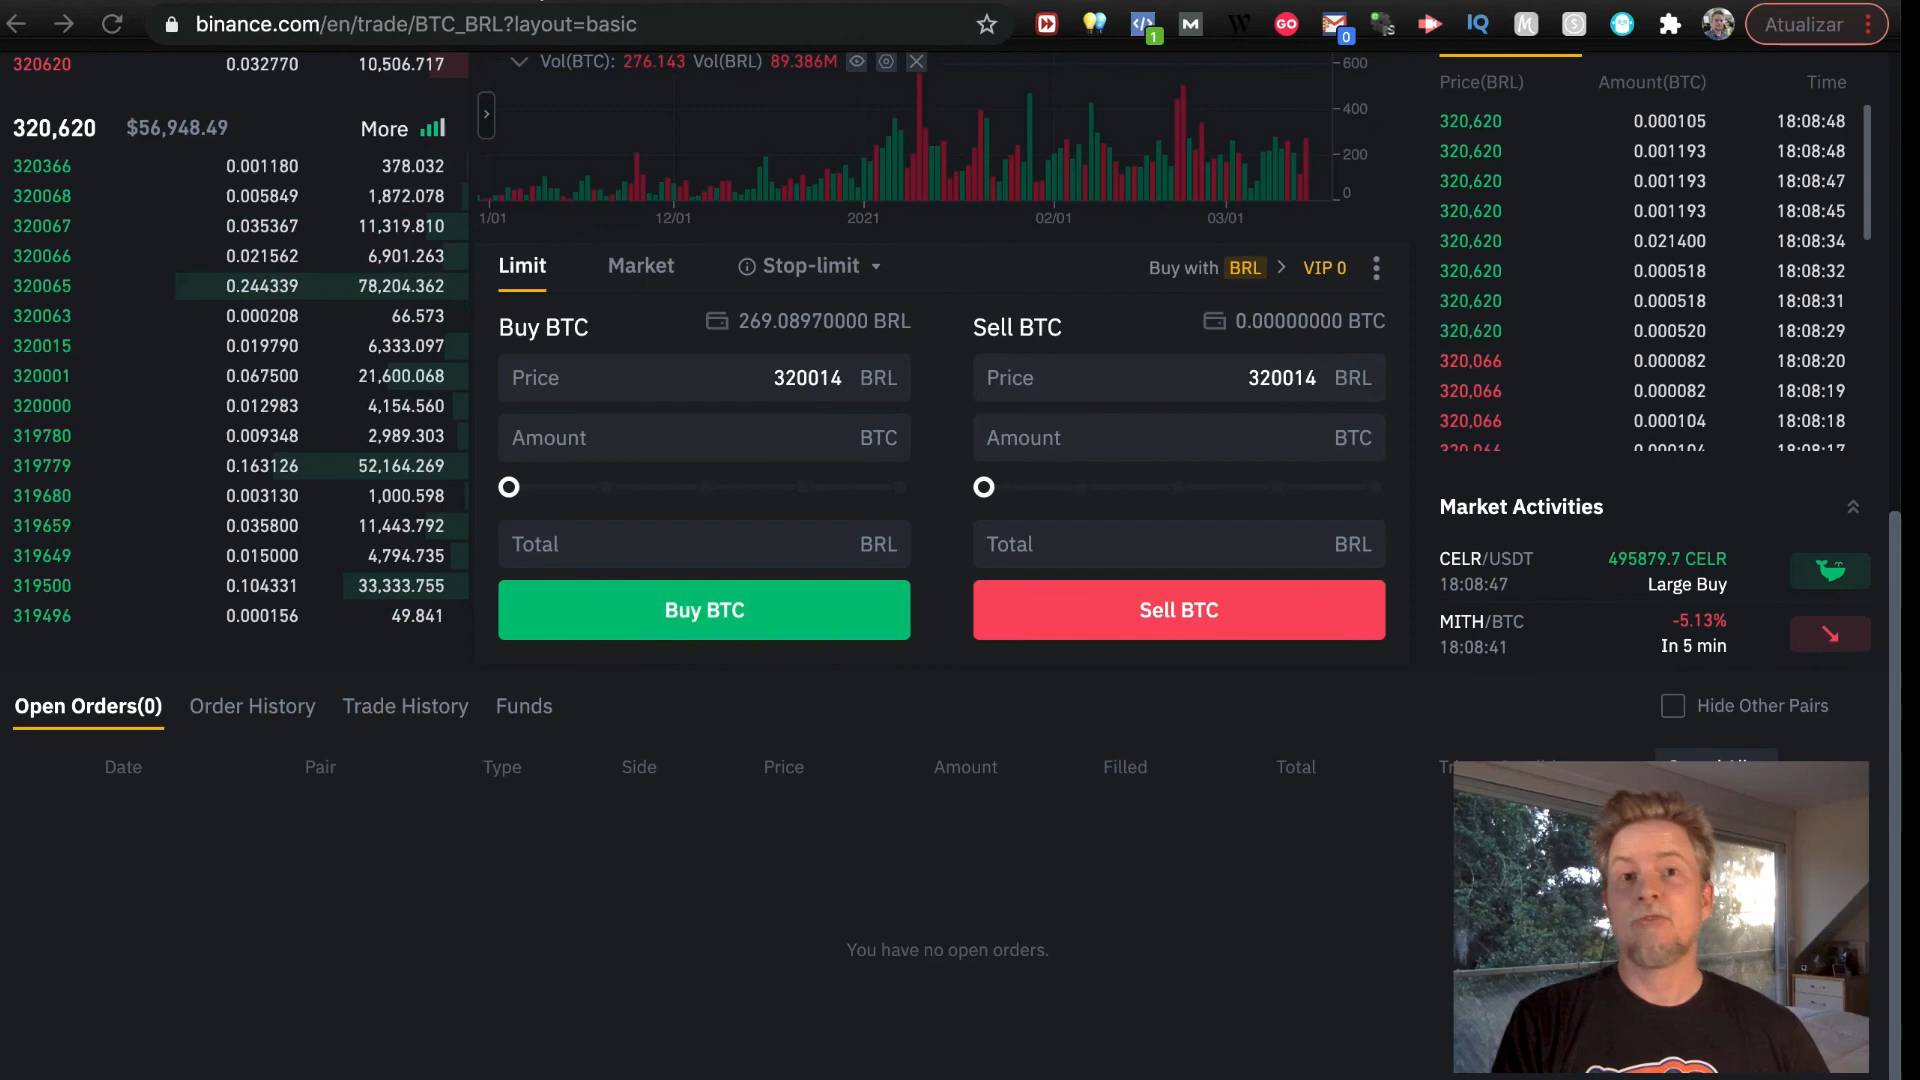 binance.com/en/trade/BTC_BRL?layout=basic
1
M
W
GO
0
IQ
M
S
Atualizar
320620 0.032770 10,506.717
320,620 $56,948.49 More
320366 0.001180 378.032
320068 0.005849 1,872.078
320067 0.035367 11,319.810
320066 0.021562 6,901.263
320065 0.244339 78,204.362
320063 0.000208 66.573
320015 0.019790 6,333.097
320001 0.067500 21,600.068
320000 0.012983 4,154.560
319780 0.009348 2,989.303
319779 0.163126 52,164.269
319680 0.003130 1,000.598
319659 0.035800 11,443.792
319649 0.015000 4,794.735
319500 0.104331 33,333.755
319496 0.000156 49.841
Vol(BTC): 276.143 Vol(BRL) 89.386M
600
400
200
0
1/01 12/01 2021 02/01 03/01
Limit Market Stop-limit Buy with BRL VIP 0
Buy BTC 269.08970000 BRL
Price 320014 BRL
Amount BTC
Total BRL
Buy BTC
Sell BTC 0.00000000 BTC
Price 320014 BRL
Amount BTC
Total BRL
Sell BTC
Price(BRL) Amount(BTC) Time
320,620 0.000105 18:08:48
320,620 0.001193 18:08:48
320,620 0.001193 18:08:47
320,620 0.001193 18:08:45
320,620 0.021400 18:08:34
320,620 0.000518 18:08:32
320,620 0.000518 18:08:31
320,620 0.000520 18:08:29
320,066 0.000082 18:08:20
320,066 0.000082 18:08:19
320,066 0.000104 18:08:18
320,066 0.000104 18:08:17
Market Activities
CELR/USDT 495879.7 CELR
18:08:47 Large Buy
MITH/BTC -5.13%
18:08:41 In 5 min
Open Orders(0) Order History Trade History Funds Hide Other Pairs
Date Pair Type Side Price Amount Filled Total
You have no open orders.